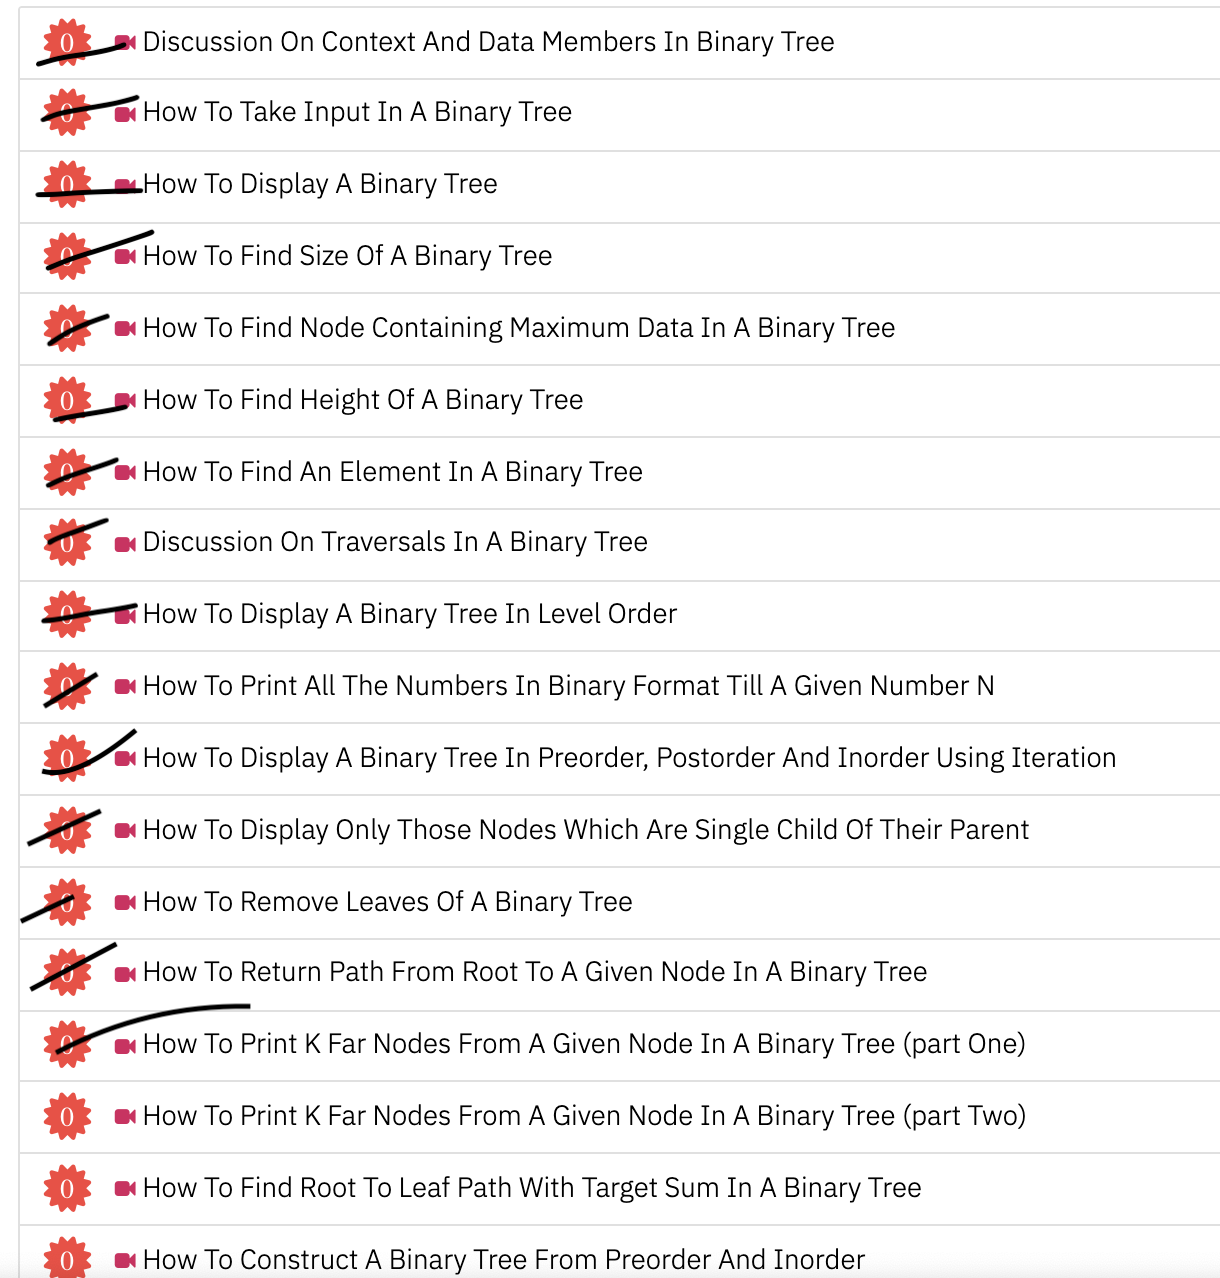 0 Discussion On Context And Data Members In Binary Tree
0 How To Take Input In A Binary Tree
0 How To Display A Binary Tree
0 How To Find Size Of A Binary Tree
0 How To Find Node Containing Maximum Data In A Binary Tree
0 How To Find Height Of A Binary Tree
0 How To Find An Element In A Binary Tree
0 Discussion On Traversals In A Binary Tree
0 How To Display A Binary Tree In Level Order
0 How To Print All The Numbers In Binary Format Till A Given Number N
0 How To Display A Binary Tree In Preorder, Postorder And Inorder Using Iteration
0 How To Display Only Those Nodes Which Are Single Child Of Their Parent
0 How To Remove Leaves Of A Binary Tree
0 How To Return Path From Root To A Given Node In A Binary Tree
0 How To Print K Far Nodes From A Given Node In A Binary Tree (part One)
0 How To Print K Far Nodes From A Given Node In A Binary Tree (part Two)
0 How To Find Root To Leaf Path With Target Sum In A Binary Tree
0 How To Construct A Binary Tree From Preorder And Inorder